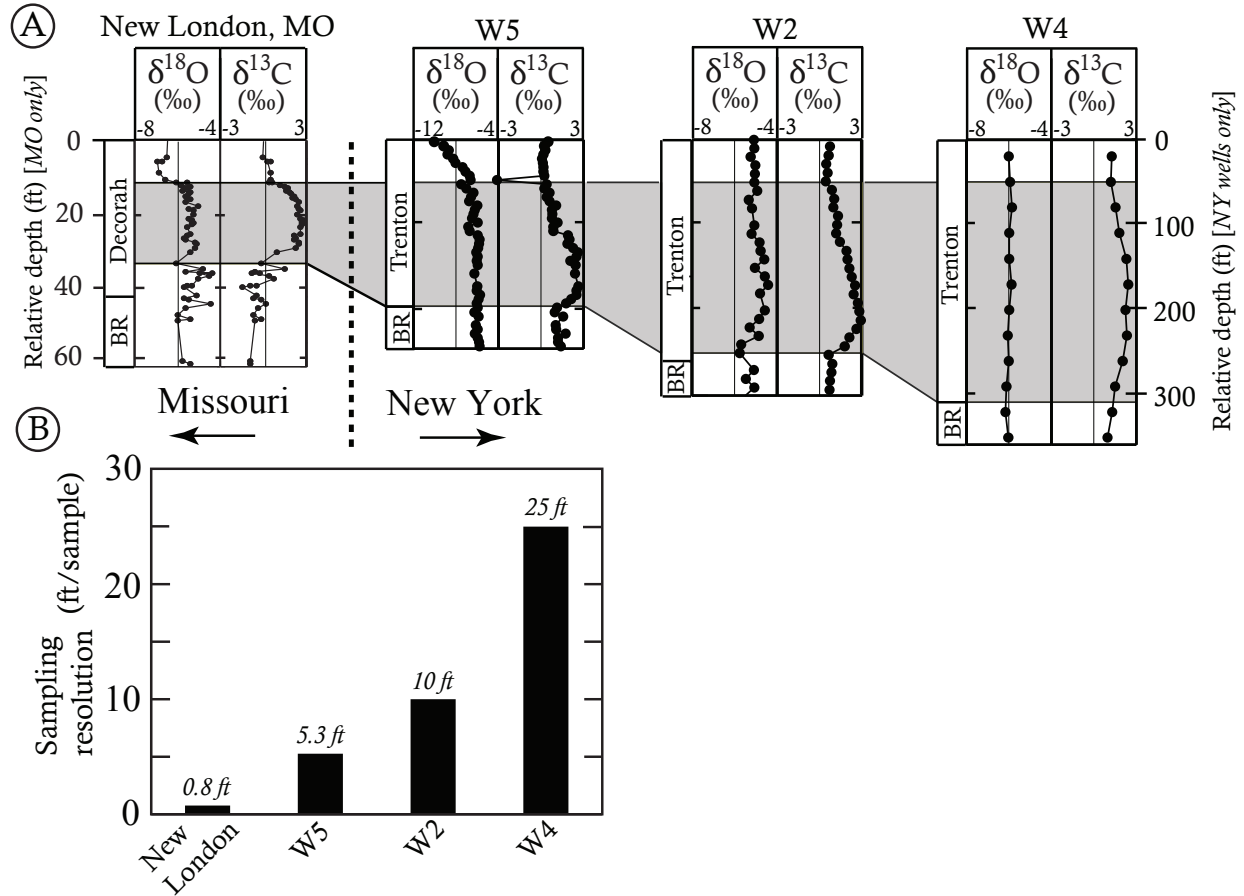 A
New London, MO
W5
W2
W4
δ18O
(‰)
-8
-4
δ13C
(‰)
-3
3
δ18O
(‰)
-12
-4
δ13C
(‰)
-3
3
δ18O
(‰)
-8
-4
δ13C
(‰)
-3
3
δ18O
(‰)
-8
-4
δ13C
(‰)
-3
3
Relative depth (ft) [MO only]
0
20
40
60
Decorah
BR
Trenton
BR
Trenton
BR
Trenton
BR
0
100
200
300
Relative depth (ft) [NY wells only]
Missouri
New York
B
Sampling
resolution (ft/sample)
30
20
10
0
0.8 ft
5.3 ft
10 ft
25 ft
New
London
W5
W2
W4